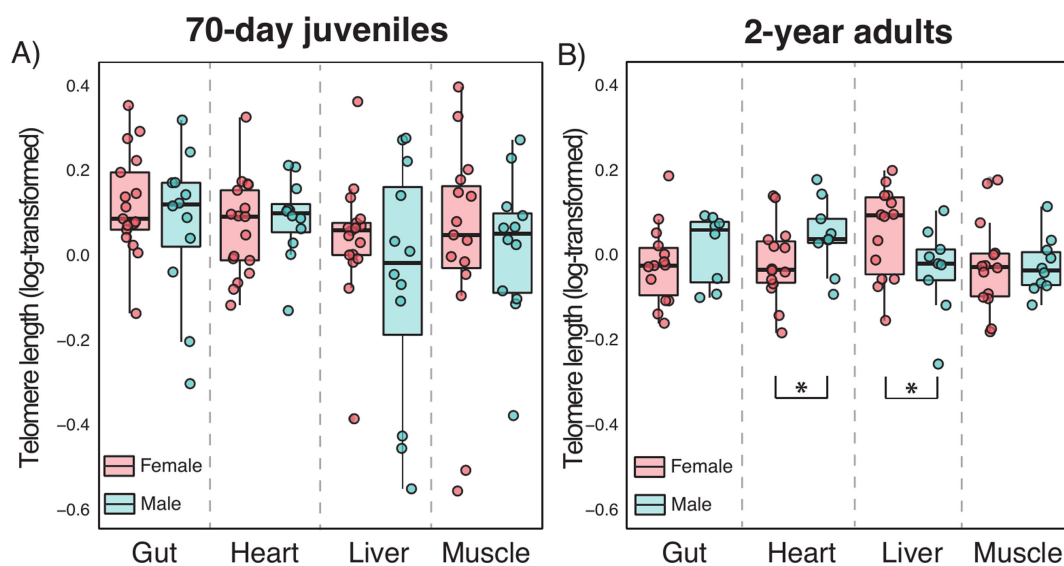 70-day juveniles
A)
Telomere length (log-transformed)
0.4
0.2
0.0
−0.2
−0.4
−0.6
Female
Male
Gut Heart Liver Muscle
2-year adults
B)
Telomere length (log-transformed)
0.4
0.2
0.0
−0.2
−0.4
−0.6
* *
Female
Male
Gut Heart Liver Muscle